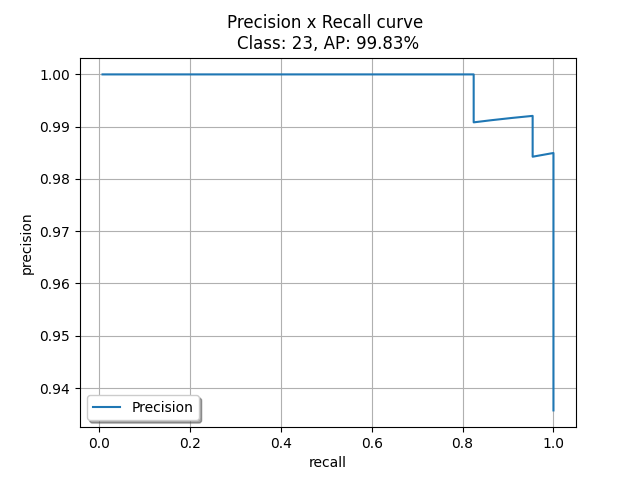 Precision x Recall curve
Class: 23, AP: 99.83%
1.00
0.99
0.98
0.97
0.96
0.95
0.94
precision
Precision
0.0 0.2 0.4 0.6 0.8 1.0
recall